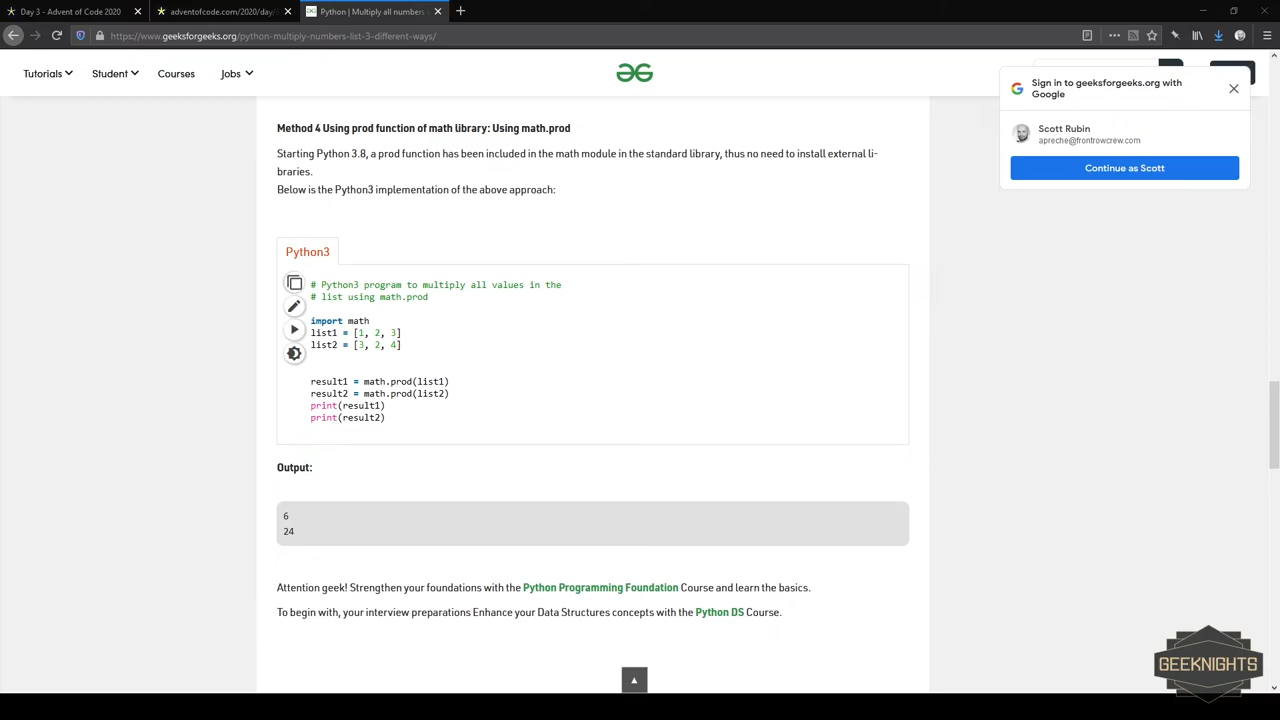 Day 3 - Advent of Code 2020
adventofcode.com/2020/day/3
Python | Multiply all numbers
https://www.geeksforgeeks.org/python-multiply-numbers-list-3-different-ways/
Tutorials
Student
Courses
Jobs
Sign in to geeksforgeeks.org with
Google
Scott Rubin
apreche@frontrowcrew.com
Continue as Scott
Method 4 Using prod function of math library: Using math.prod
Starting Python 3.8, a prod function has been included in the math module in the standard library, thus no need to install external li-
braries.
Below is the Python3 implementation of the above approach:
Python3
# Python3 program to multiply all values in the
# list using math.prod
import math
list1 = [1, 2, 3]
list2 = [3, 2, 4]
result1 = math.prod(list1)
result2 = math.prod(list2)
print(result1)
print(result2)
Output:
6
24
Attention geek! Strengthen your foundations with the Python Programming Foundation Course and learn the basics.
To begin with, your interview preparations Enhance your Data Structures concepts with the Python DS Course.
GEEKNIGHTS